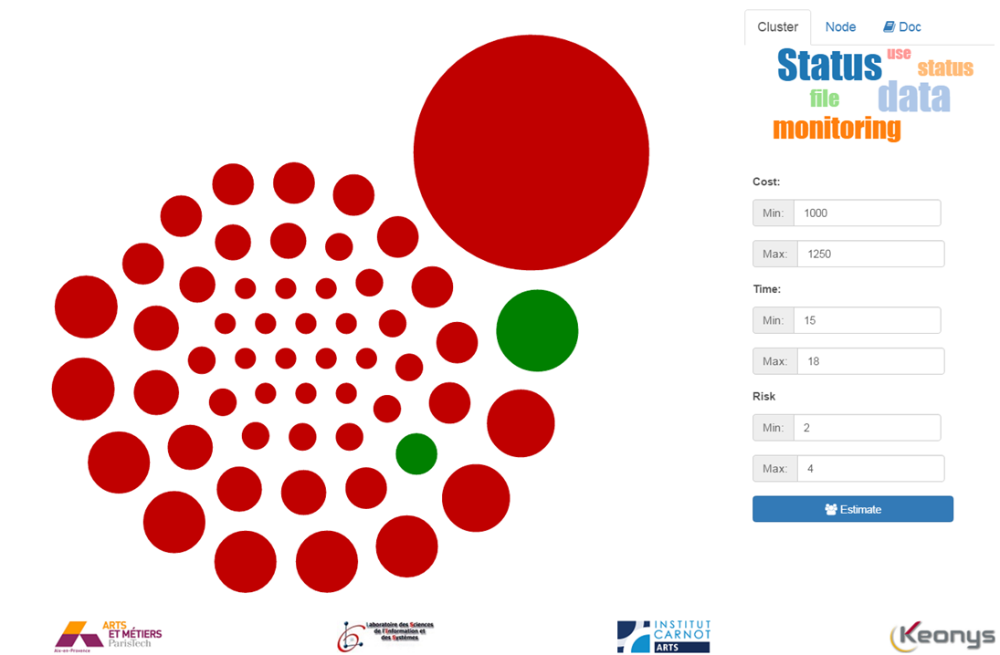 Cluster Node Doc
Status use status
file data
monitoring
Cost:
Min: 1000
Max: 1250
Time:
Min: 15
Max: 18
Risk
Min: 2
Max: 4
Estimate
ARTS
ET MÉTIERS
ParisTech
Aix-en-Provence
Laboratoire des Sciences
de l'Information et
des Systèmes
INSTITUT
CARNOT
ARTS
Keonys